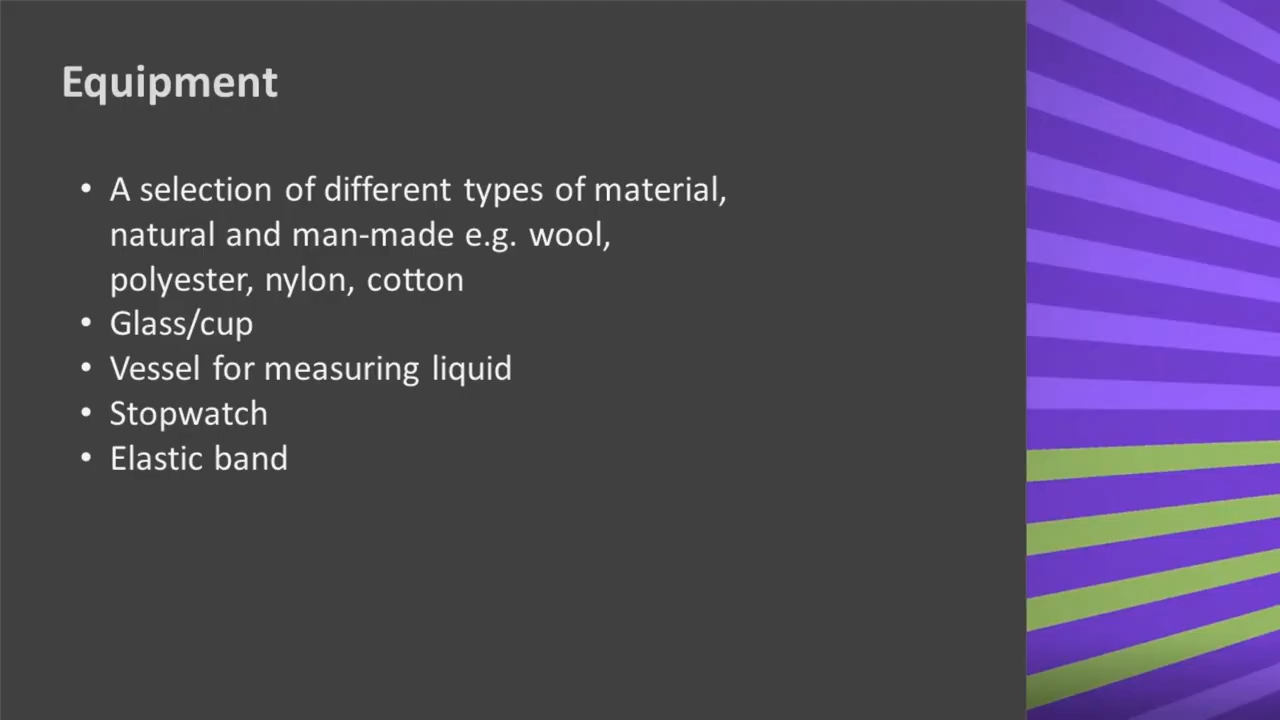 Equipment
• A selection of different types of material,
natural and man-made e.g. wool,
polyester, nylon, cotton
• Glass/cup
• Vessel for measuring liquid
• Stopwatch
• Elastic band